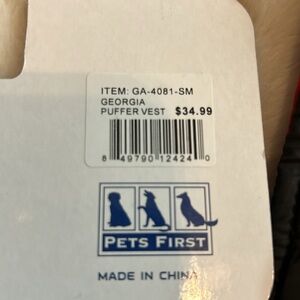 ITEM: GA-4081-SM
GEORGIA
PUFFER VEST $34.99
8 49790 12424 0
PETS FIRST
MADE IN CHINA